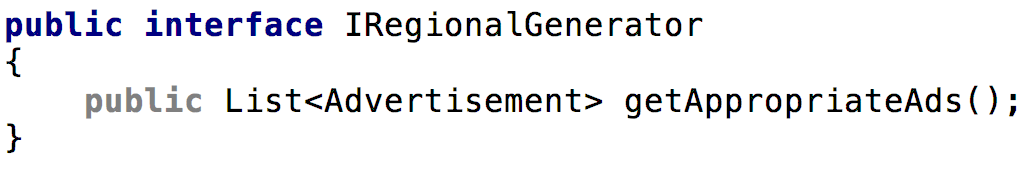 public interface IRegionalGenerator
{
    public List<Advertisement> getAppropriateAds();
}